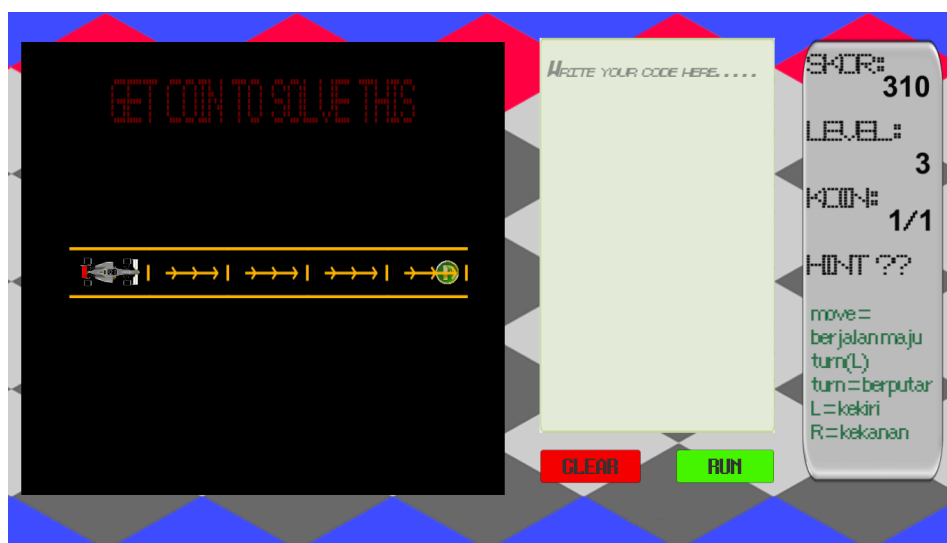 GET COIN TO SOLVE THIS
WRITE YOUR CODE HERE.....
CLEAR
RUN
SKOR:
310
LEVEL:
3
KOIN:
1/1
HINT ??
move=
berjalan maju
turn(L)
turn=berputar
L=kekiri
R=kekanan